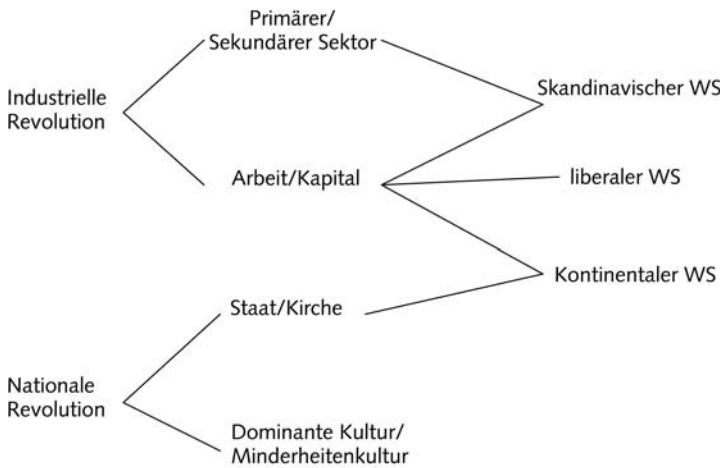 Primärer/
Sekundärer Sektor
Skandinavischer WS
Industrielle
Revolution
Arbeit/Kapital
liberaler WS
Kontinentaler WS
Staat/Kirche
Nationale
Revolution
Dominante Kultur/
Minderheitenkultur